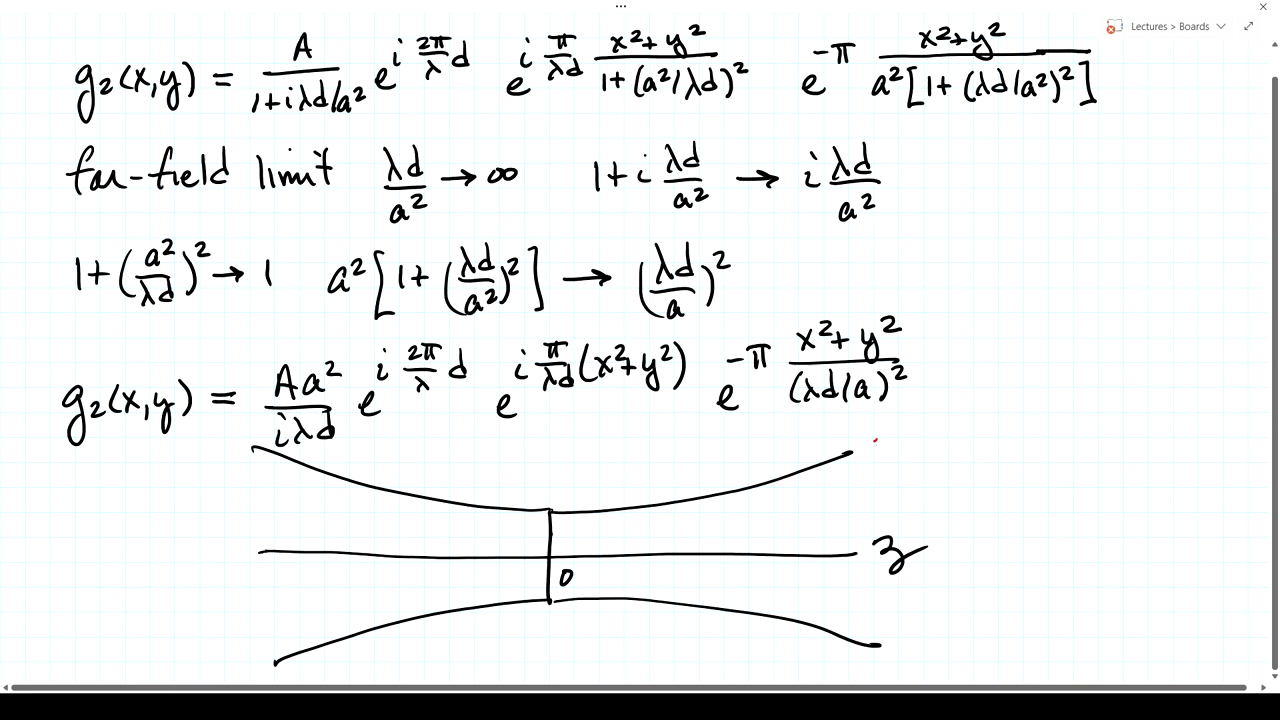 Lectures > Boards
g₂(x,y) = A / (1+iλd/a²) e^{i (2π/λ) d} e^{i (π/λd) (x²+y²) / (1+(a²/λd)²)} e^{-π (x²+y²) / (a²[1+(λd/a²)²])}
far-field limit λd/a² → ∞ 1+i λd/a² → i λd/a²
1+(a²/λd)² → 1 a²[1+(λd/a²)²] → (λd/a)²
g₂(x,y) = Aa²/(iλd) e^{i (2π/λ) d} e^{i (π/λd)(x²+y²)} e^{-π (x²+y²) / (λd/a)²}
z
0